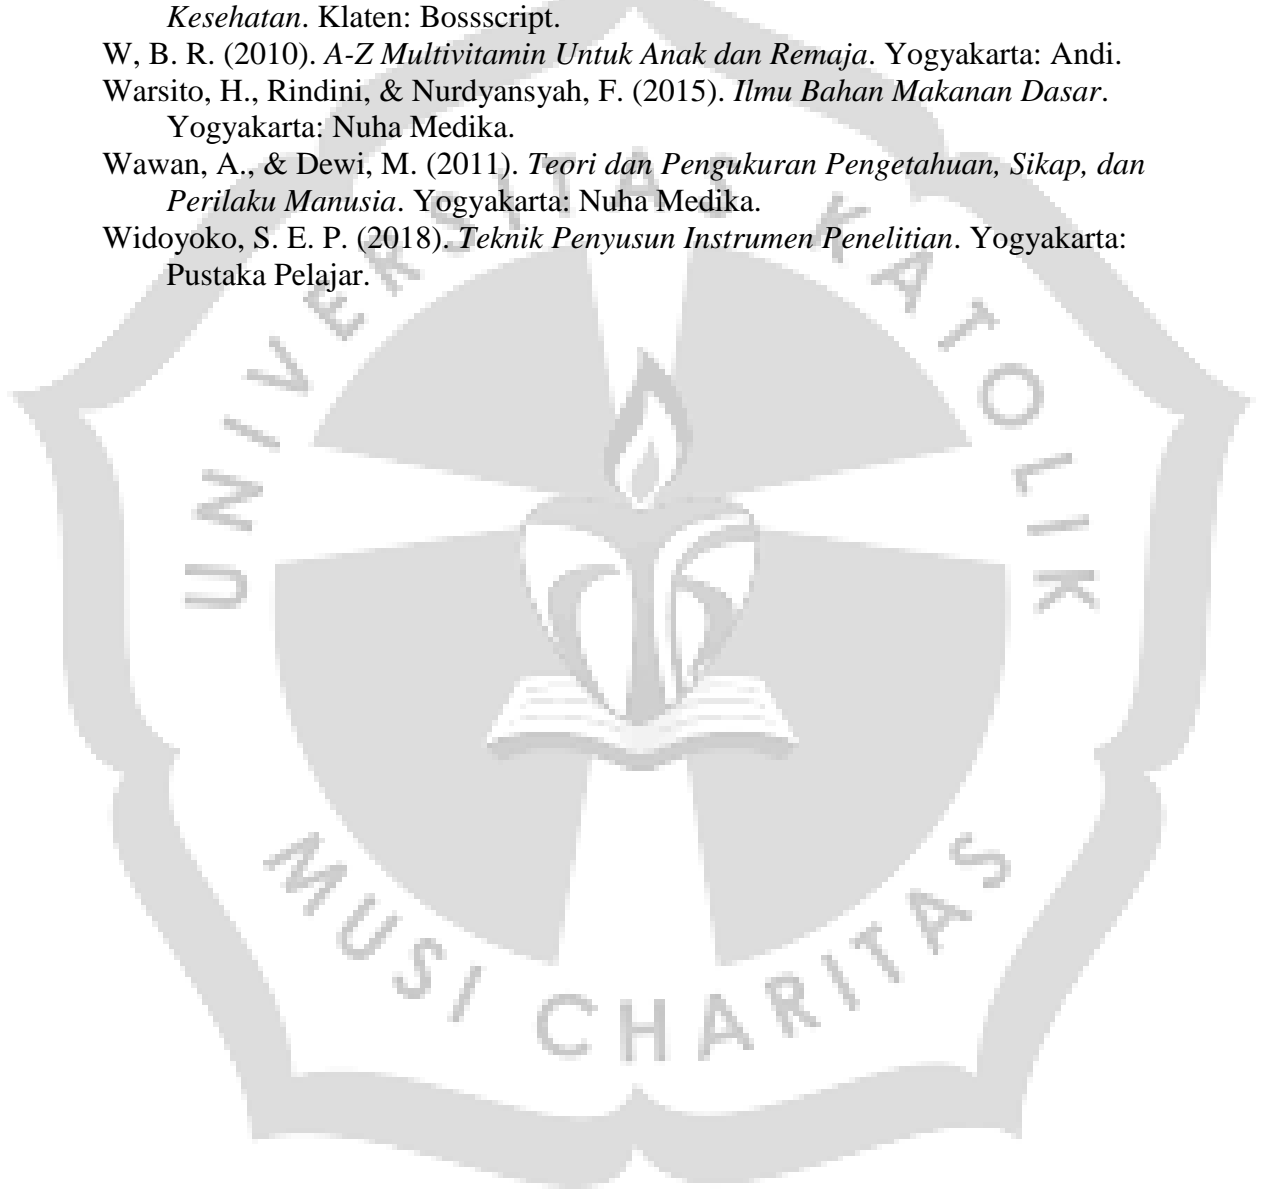 Kesehatan. Klaten: Bossscript.
W, B. R. (2010). A-Z Multivitamin Untuk Anak dan Remaja. Yogyakarta: Andi.
Warsito, H., Rindini, & Nurdyansyah, F. (2015). Ilmu Bahan Makanan Dasar.
Yogyakarta: Nuha Medika.
Wawan, A., & Dewi, M. (2011). Teori dan Pengukuran Pengetahuan, Sikap, dan
Perilaku Manusia. Yogyakarta: Nuha Medika.
Widoyoko, S. E. P. (2018). Teknik Penyusun Instrumen Penelitian. Yogyakarta:
Pustaka Pelajar.
UNIVERSITAS KATOLIK
MUSI CHARITAS